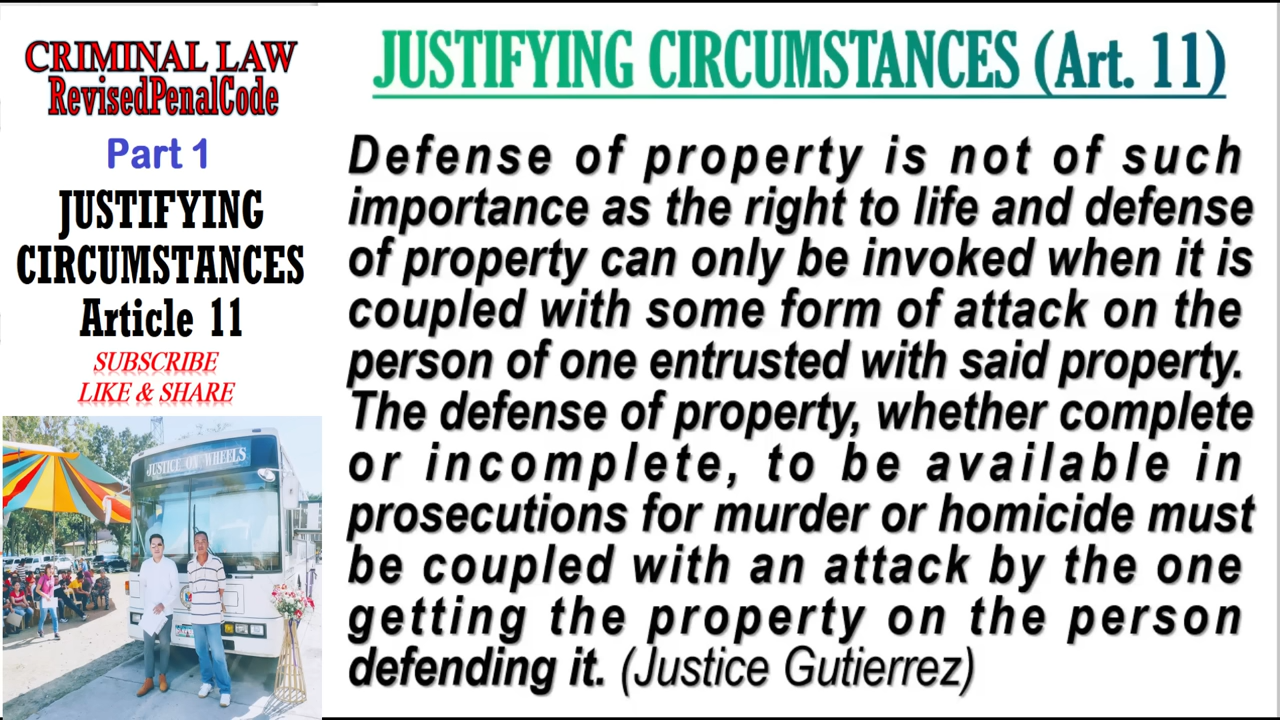 CRIMINAL LAW
RevisedPenalCode
Part 1
JUSTIFYING
CIRCUMSTANCES
Article 11
SUBSCRIBE
LIKE & SHARE
JUSTICE ON WHEELS
JUSTIFYING CIRCUMSTANCES (Art. 11)
Defense of property is not of such
importance as the right to life and defense
of property can only be invoked when it is
coupled with some form of attack on the
person of one entrusted with said property.
The defense of property, whether complete
or incomplete, to be available in
prosecutions for murder or homicide must
be coupled with an attack by the one
getting the property on the person
defending it. (Justice Gutierrez)